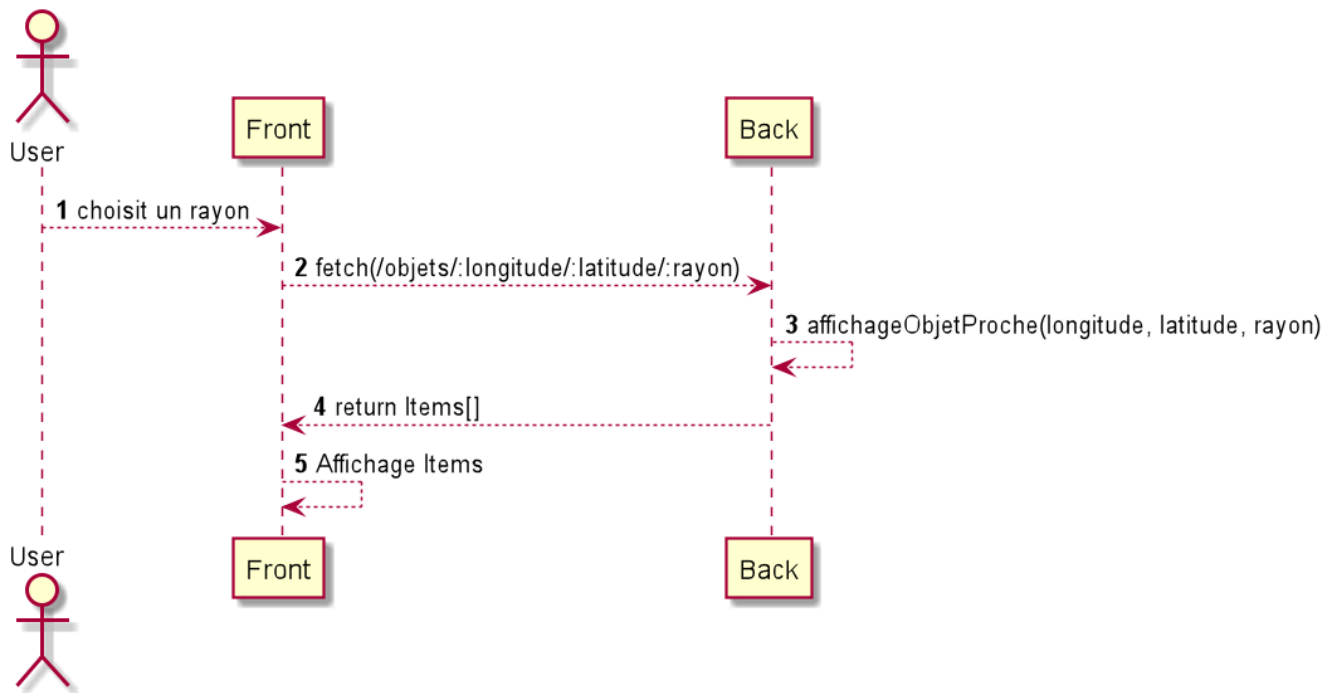 User
Front
Back
1 choisit un rayon
2 fetch(/objets/:longitude/:latitude/:rayon)
3 affichageObjetProche(longitude, latitude, rayon)
4 return Items[]
5 Affichage Items
User
Front
Back